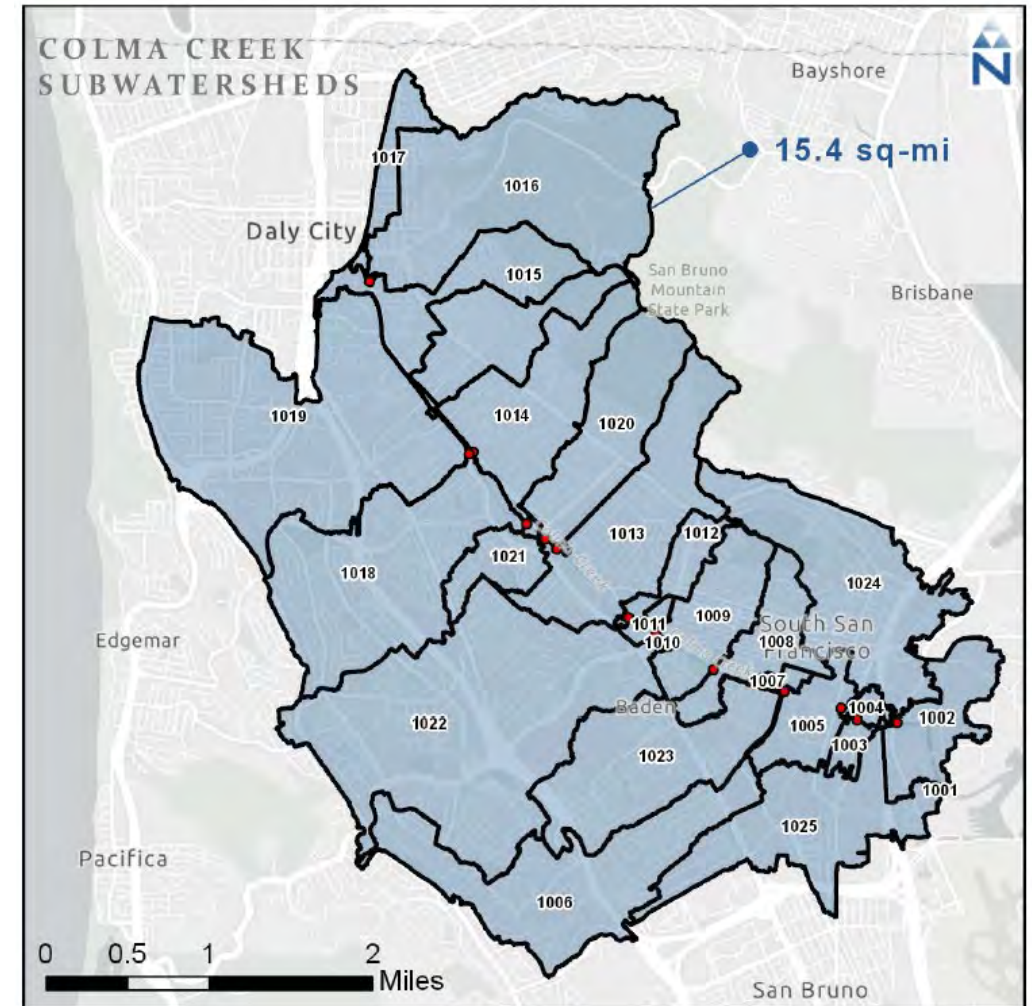 COLMA CREEK
SUBWATERSHEDS
N
Bayshore
15.4 sq-mi
1017
1016
Daly City
1015
San Bruno
Mountain
State Park
Brisbane
1019
1014
1020
1013
1012
1021
1018
1024
1009
1011
1010
South San
Francisco
1008
Edgemar
1007
Baden
1022
1005
1004
1002
1003
1023
1001
1025
Pacifica
1006
0 0.5 1 2
Miles
San Bruno